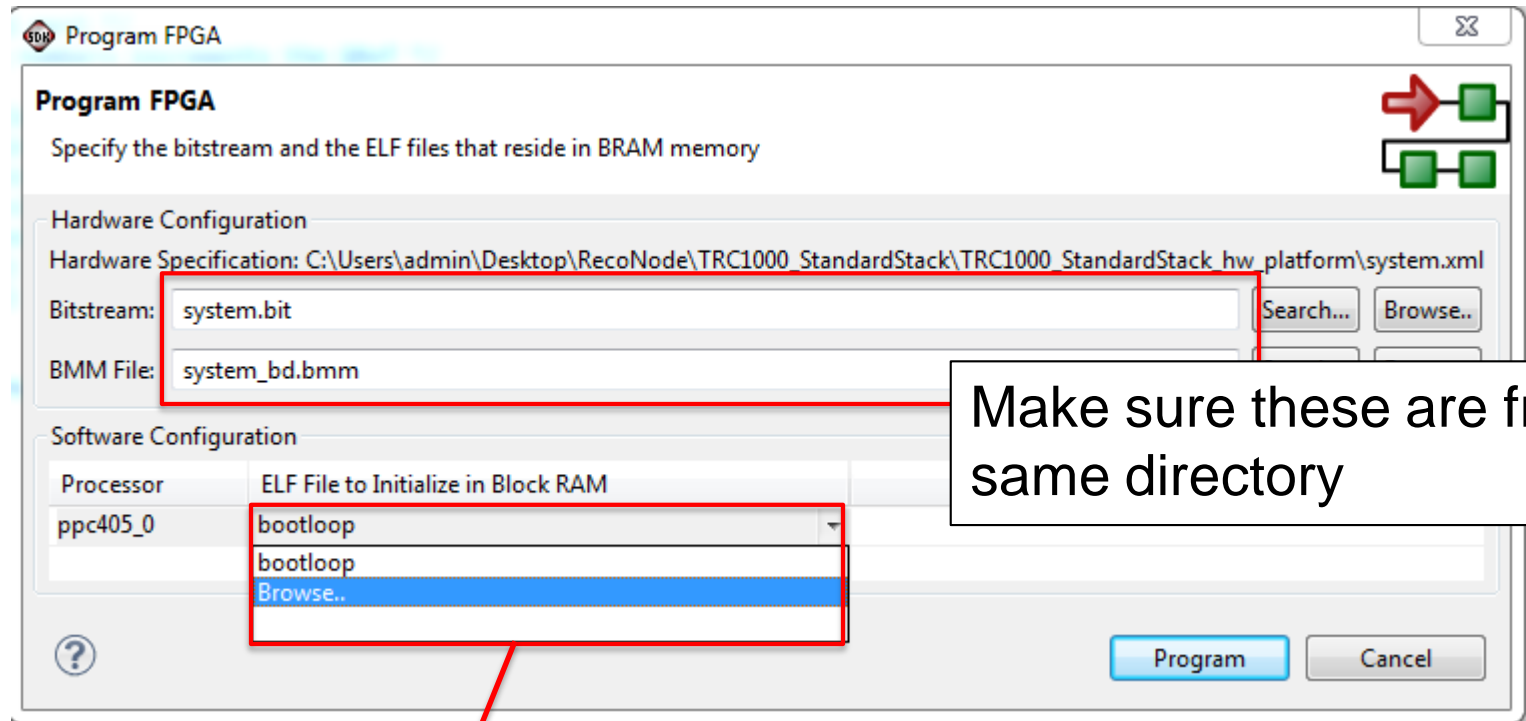 SDK Program FPGA
Program FPGA
Specify the bitstream and the ELF files that reside in BRAM memory
Hardware Configuration
Hardware Specification: C:\Users\admin\Desktop\RecoNode\TRC1000_StandardStack\TRC1000_StandardStack_hw_platform\system.xml
Bitstream: system.bit Search... Browse..
BMM File: system_bd.bmm
Make sure these are
same directory
Software Configuration
Processor ELF File to Initialize in Block RAM
ppc405_0 bootloop
bootloop
Browse..
? Program Cancel